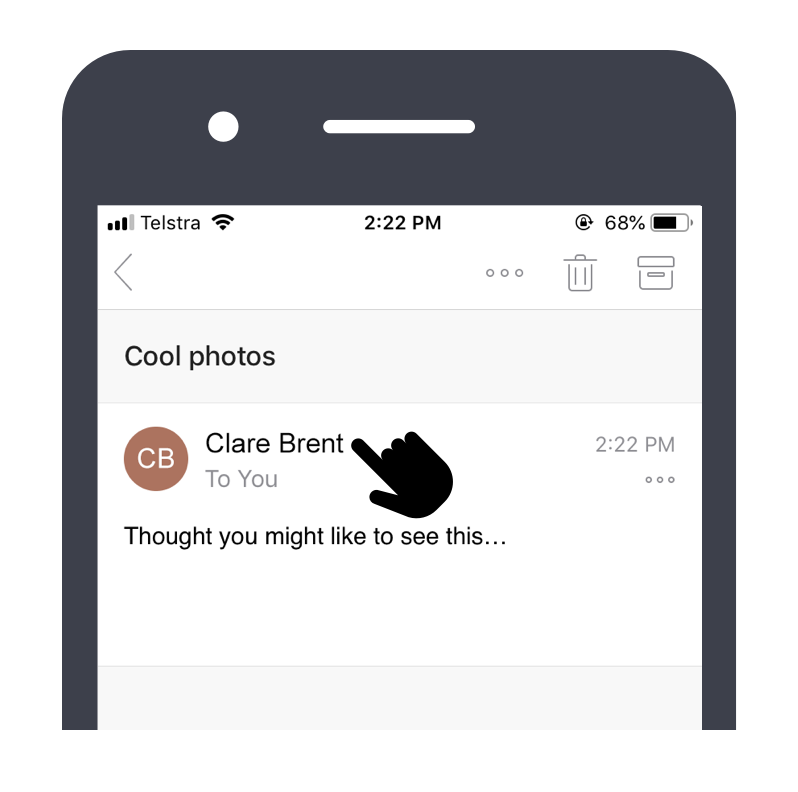 Telstra 2:22 PM 68%
Cool photos
CB Clare Brent 2:22 PM
To You
Thought you might like to see this…